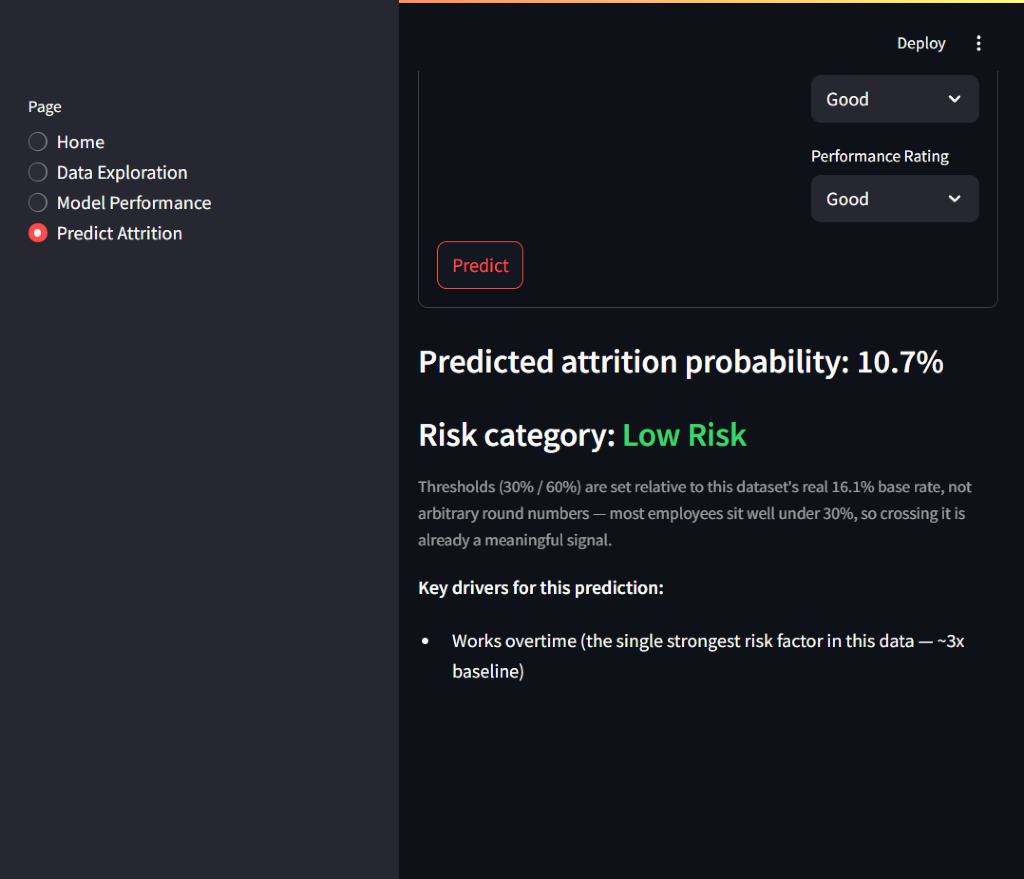 Deploy
Page
Home
Data Exploration
Model Performance
Predict Attrition
Good
Performance Rating
Good
Predict
Predicted attrition probability: 10.7%
Risk category: Low Risk
Thresholds (30% / 60%) are set relative to this dataset's real 16.1% base rate, not
arbitrary round numbers — most employees sit well under 30%, so crossing it is
already a meaningful signal.
Key drivers for this prediction:
• Works overtime (the single strongest risk factor in this data — ~3x
baseline)